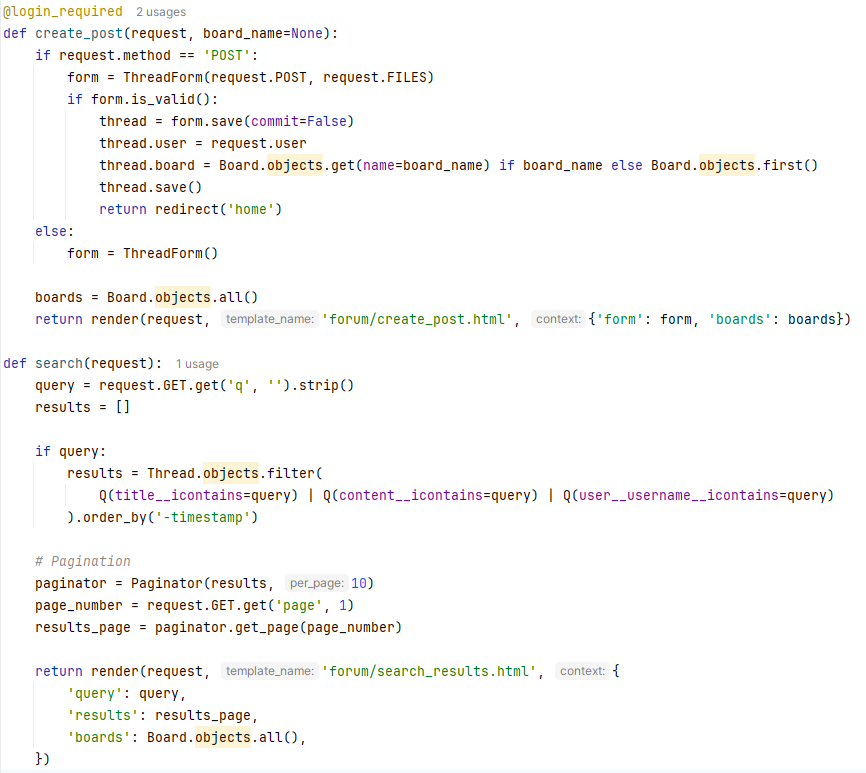 @login_required 2 usages
def create_post(request, board_name=None):
    if request.method == 'POST':
        form = ThreadForm(request.POST, request.FILES)
        if form.is_valid():
            thread = form.save(commit=False)
            thread.user = request.user
            thread.board = Board.objects.get(name=board_name) if board_name else Board.objects.first()
            thread.save()
            return redirect('home')
    else:
        form = ThreadForm()

    boards = Board.objects.all()
    return render(request, template_name: 'forum/create_post.html', context: {'form': form, 'boards': boards})

def search(request): 1 usage
    query = request.GET.get('q', '').strip()
    results = []

    if query:
        results = Thread.objects.filter(
            Q(title__icontains=query) | Q(content__icontains=query) | Q(user__username__icontains=query)
        ).order_by('-timestamp')

    # Pagination
    paginator = Paginator(results, per_page: 10)
    page_number = request.GET.get('page', 1)
    results_page = paginator.get_page(page_number)

    return render(request, template_name: 'forum/search_results.html', context: {
        'query': query,
        'results': results_page,
        'boards': Board.objects.all(),
    })